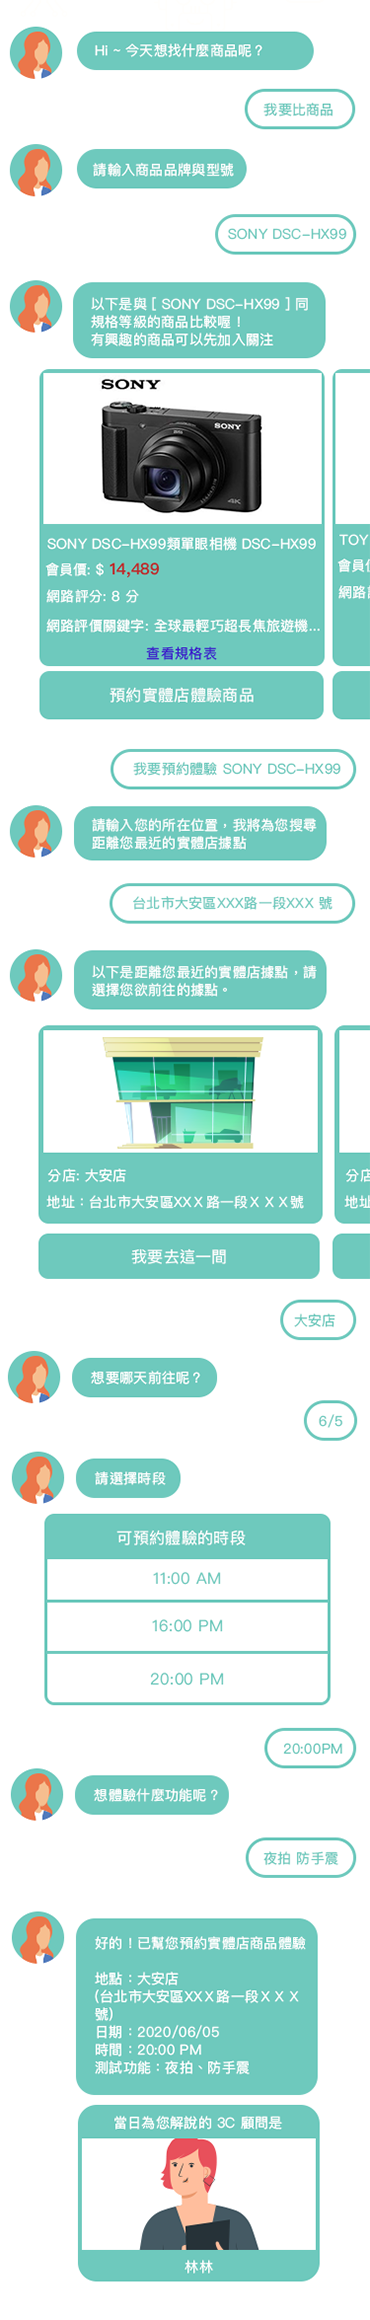 Hi ~ 今天想找什麼商品呢？
我要比商品
請輸入商品品牌與型號
SONY DSC-HX99
以下是與 [ SONY DSC-HX99 ] 同
規格等級的商品比較喔！
有興趣的商品可以先加入關注
SONY
SONY
4K
SONY DSC-HX99類單眼相機 DSC-HX99
會員價: $ 14,489
網路評分: 8 分
網路評價關鍵字: 全球最輕巧超長焦旅遊機...
查看規格表
預約實體店體驗商品
TOY
會員
網路
我要預約體驗 SONY DSC-HX99
請輸入您的所在位置，我將為您搜尋
距離您最近的實體店據點
台北市大安區XXX路一段XXX 號
以下是距離您最近的實體店據點，請
選擇您欲前往的據點。
分店: 大安店
地址：台北市大安區XXX路一段XXX號
我要去這一間
分店
地址
大安店
想要哪天前往呢？
6/5
請選擇時段
可預約體驗的時段
11:00 AM
16:00 PM
20:00 PM
20:00PM
想體驗什麼功能呢？
夜拍 防手震
好的！已幫您預約實體店商品體驗
地點：大安店
(台北市大安區XXX路一段XXX
號)
日期：2020/06/05
時間：20:00 PM
測試功能：夜拍、防手震
當日為您解說的 3C 顧問是
林林